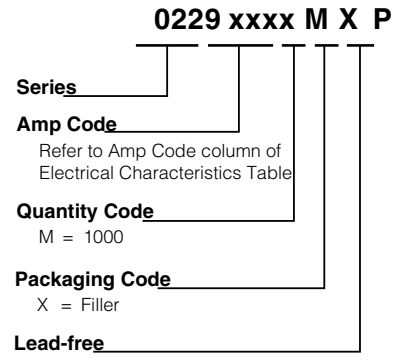 0229 xxxx M X P
Series
Amp Code
Refer to Amp Code column of
Electrical Characteristics Table
Quantity Code
M = 1000
Packaging Code
X = Filler
Lead-free